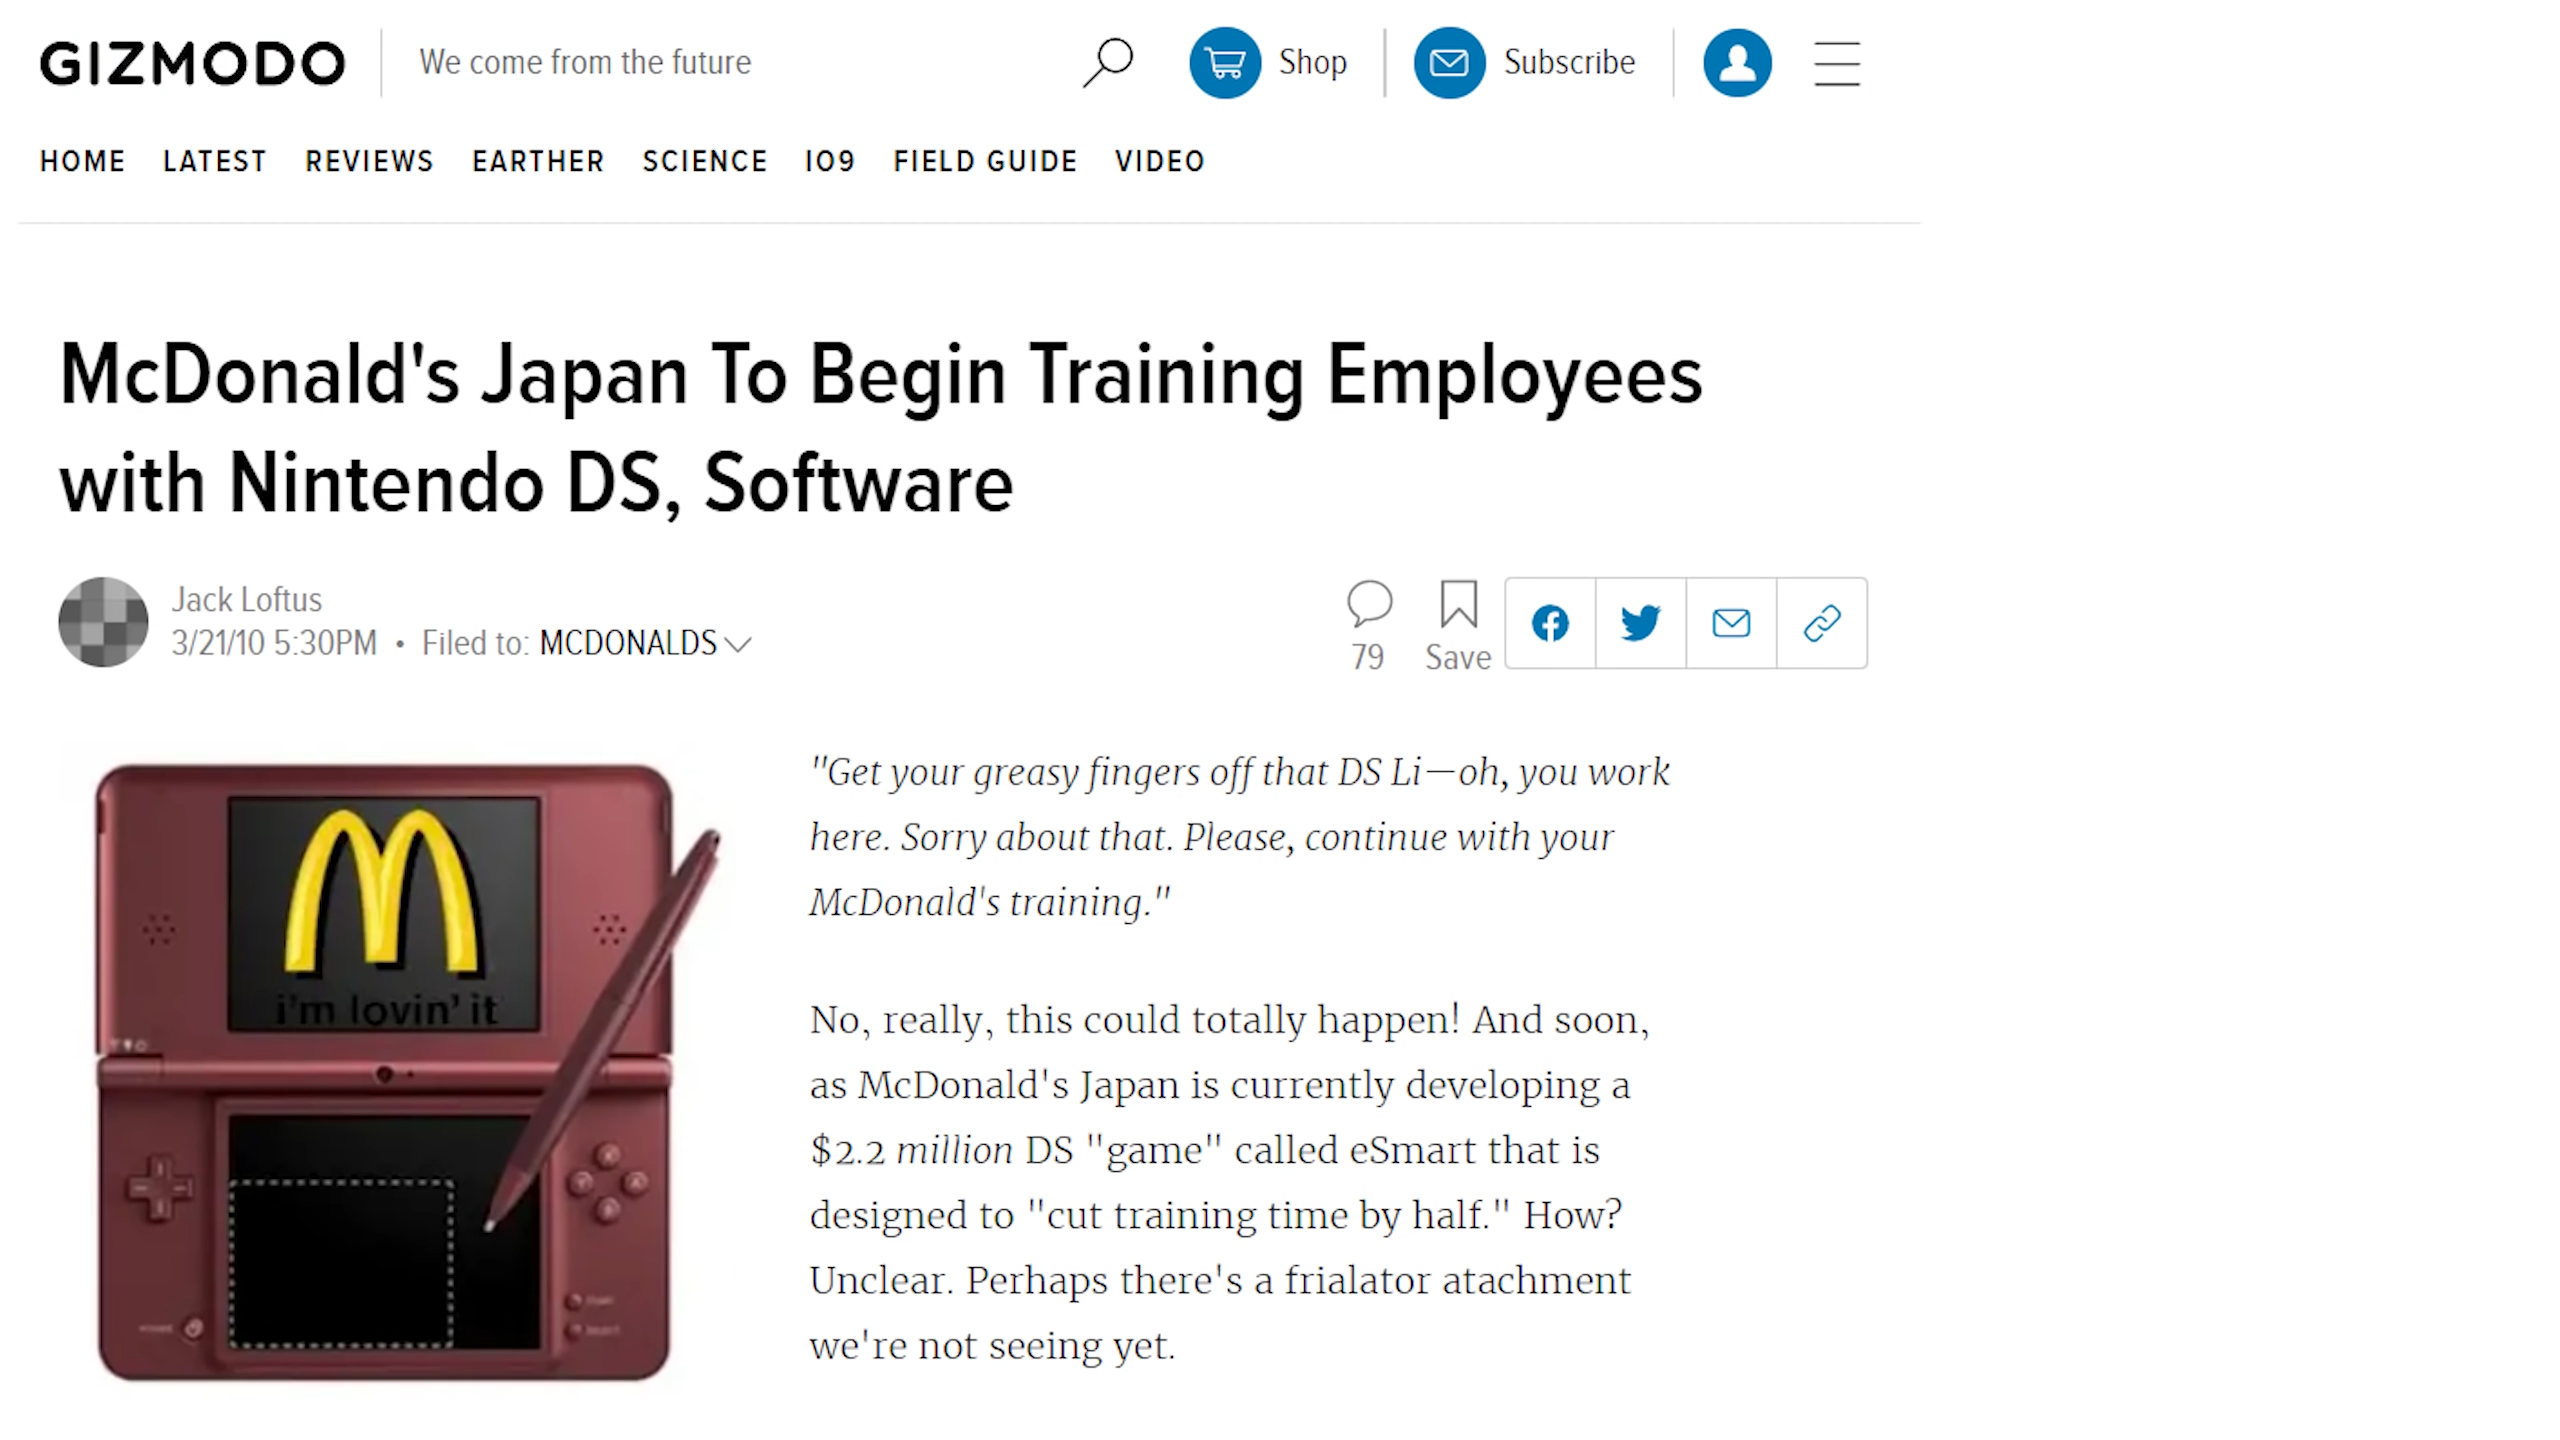 GIZMODO
We come from the future
Shop
Subscribe
HOME LATEST REVIEWS EARTHER SCIENCE IO9 FIELD GUIDE VIDEO
McDonald's Japan To Begin Training Employees
with Nintendo DS, Software
Jack Loftus
3/21/10 5:30PM • Filed to: MCDONALDS
79
Save
i'm lovin' it
"Get your greasy fingers off that DS Li—oh, you work
here. Sorry about that. Please, continue with your
McDonald's training."
No, really, this could totally happen! And soon,
as McDonald's Japan is currently developing a
$2.2 million DS "game" called eSmart that is
designed to "cut training time by half." How?
Unclear. Perhaps there's a frialator atachment
we're not seeing yet.